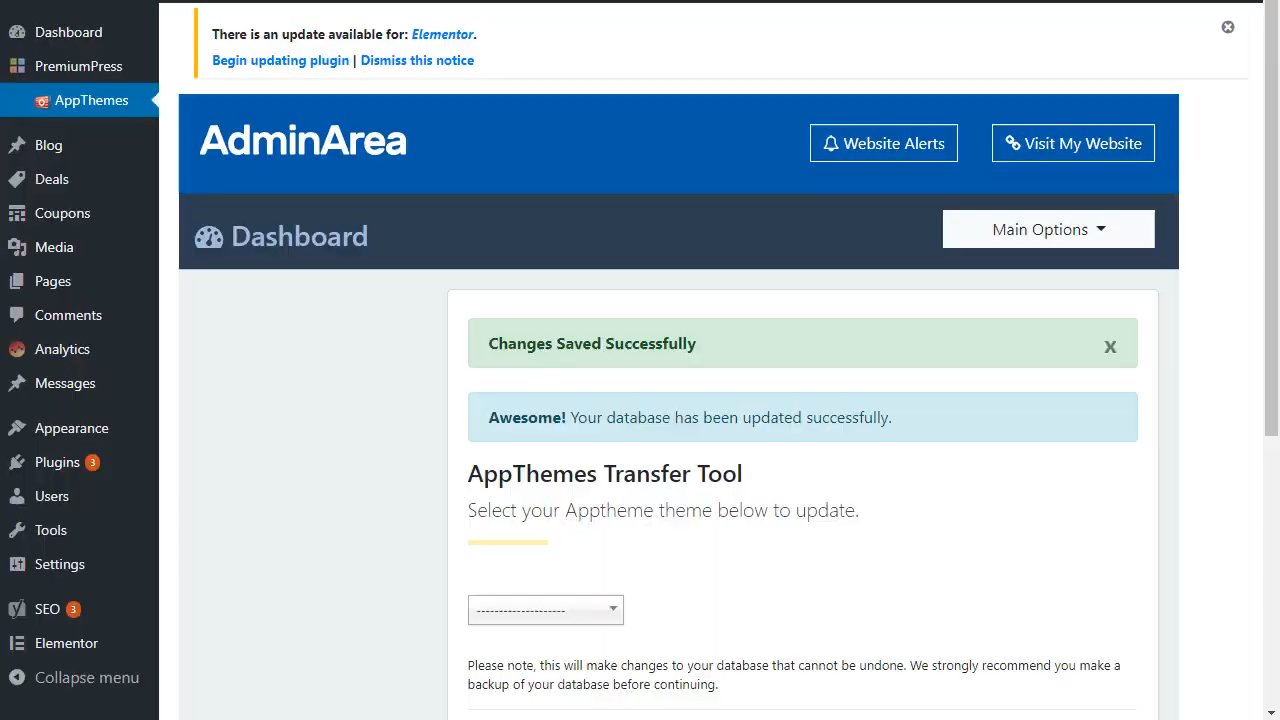 Dashboard
PremiumPress
AppThemes
Blog
Deals
Coupons
Media
Pages
Comments
Analytics
Messages
Appearance
Plugins 3
Users
Tools
Settings
SEO 3
Elementor
Collapse menu
There is an update available for: Elementor.
Begin updating plugin | Dismiss this notice
AdminArea
Website Alerts
Visit My Website
Dashboard
Main Options
Changes Saved Successfully
x
Awesome! Your database has been updated successfully.
AppThemes Transfer Tool
Select your Apptheme theme below to update.
--------------------
Please note, this will make changes to your database that cannot be undone. We strongly recommend you make a
backup of your database before continuing.